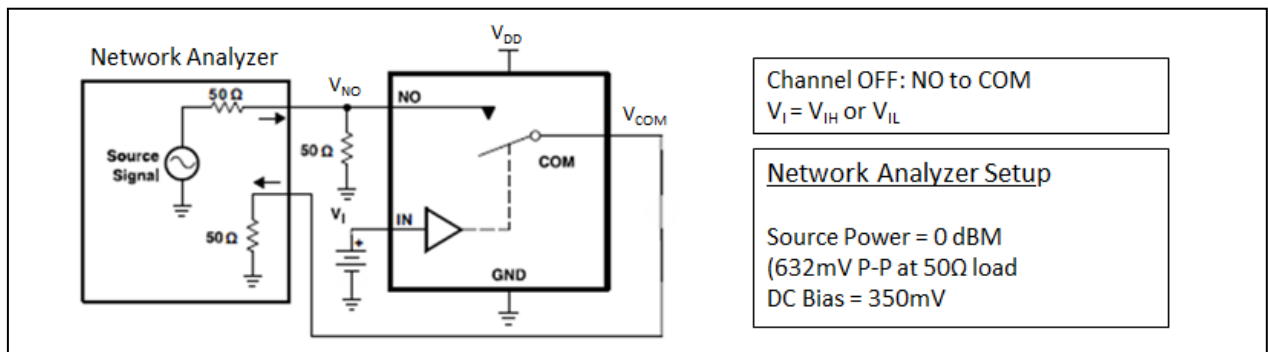 Network Analyzer
50 Ω
Source
Signal
50 Ω
V_NO
50 Ω
V_I
+
V_DD
NO
COM
IN
GND
V_COM
Channel OFF: NO to COM
V_I = V_IH or V_IL
Network Analyzer Setup
Source Power = 0 dBM
(632mV P-P at 50Ω load
DC Bias = 350mV